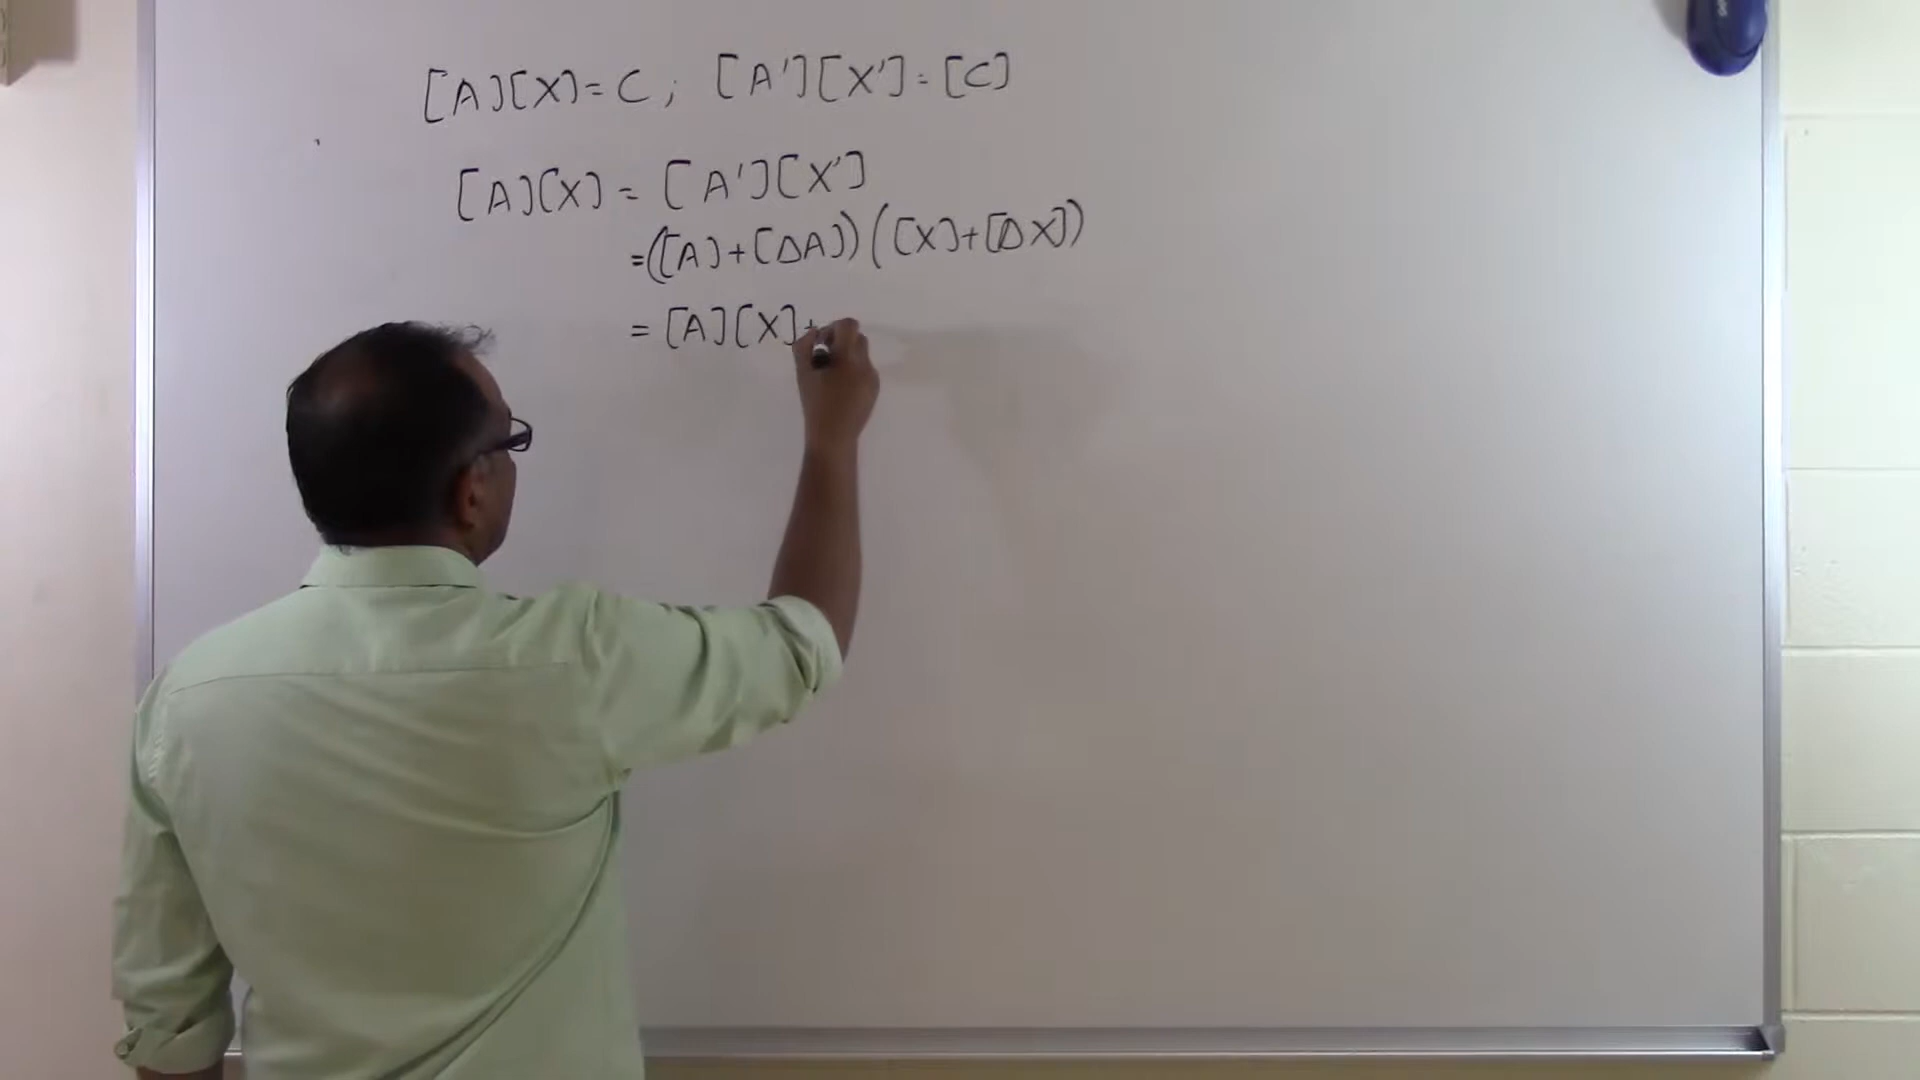 [A][X]=C; [A'][X']=[C]
[A][X] = [A'][X']
=([A]+[ΔA])([X]+[ΔX])
= [A][X]+